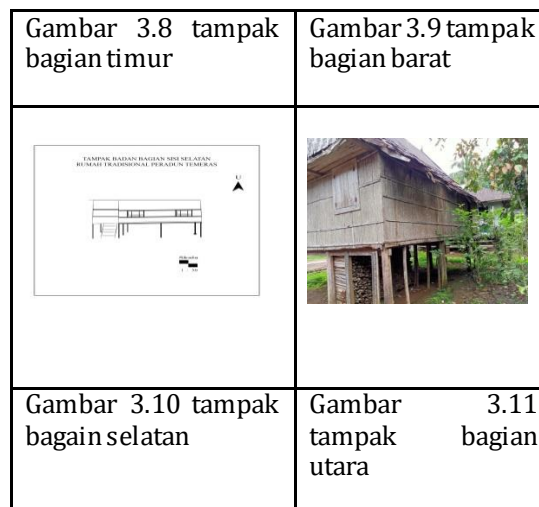 Gambar 3.8 tampak
bagian timur
Gambar 3.9 tampak
bagian barat
TAMPAK BADAN BAGIAN SISI SELATAN
RUMAH TRADISIONAL PERADUN TEMERAS
U
Gambar 3.10 tampak
bagain selatan
Gambar 3.11
tampak bagian
utara